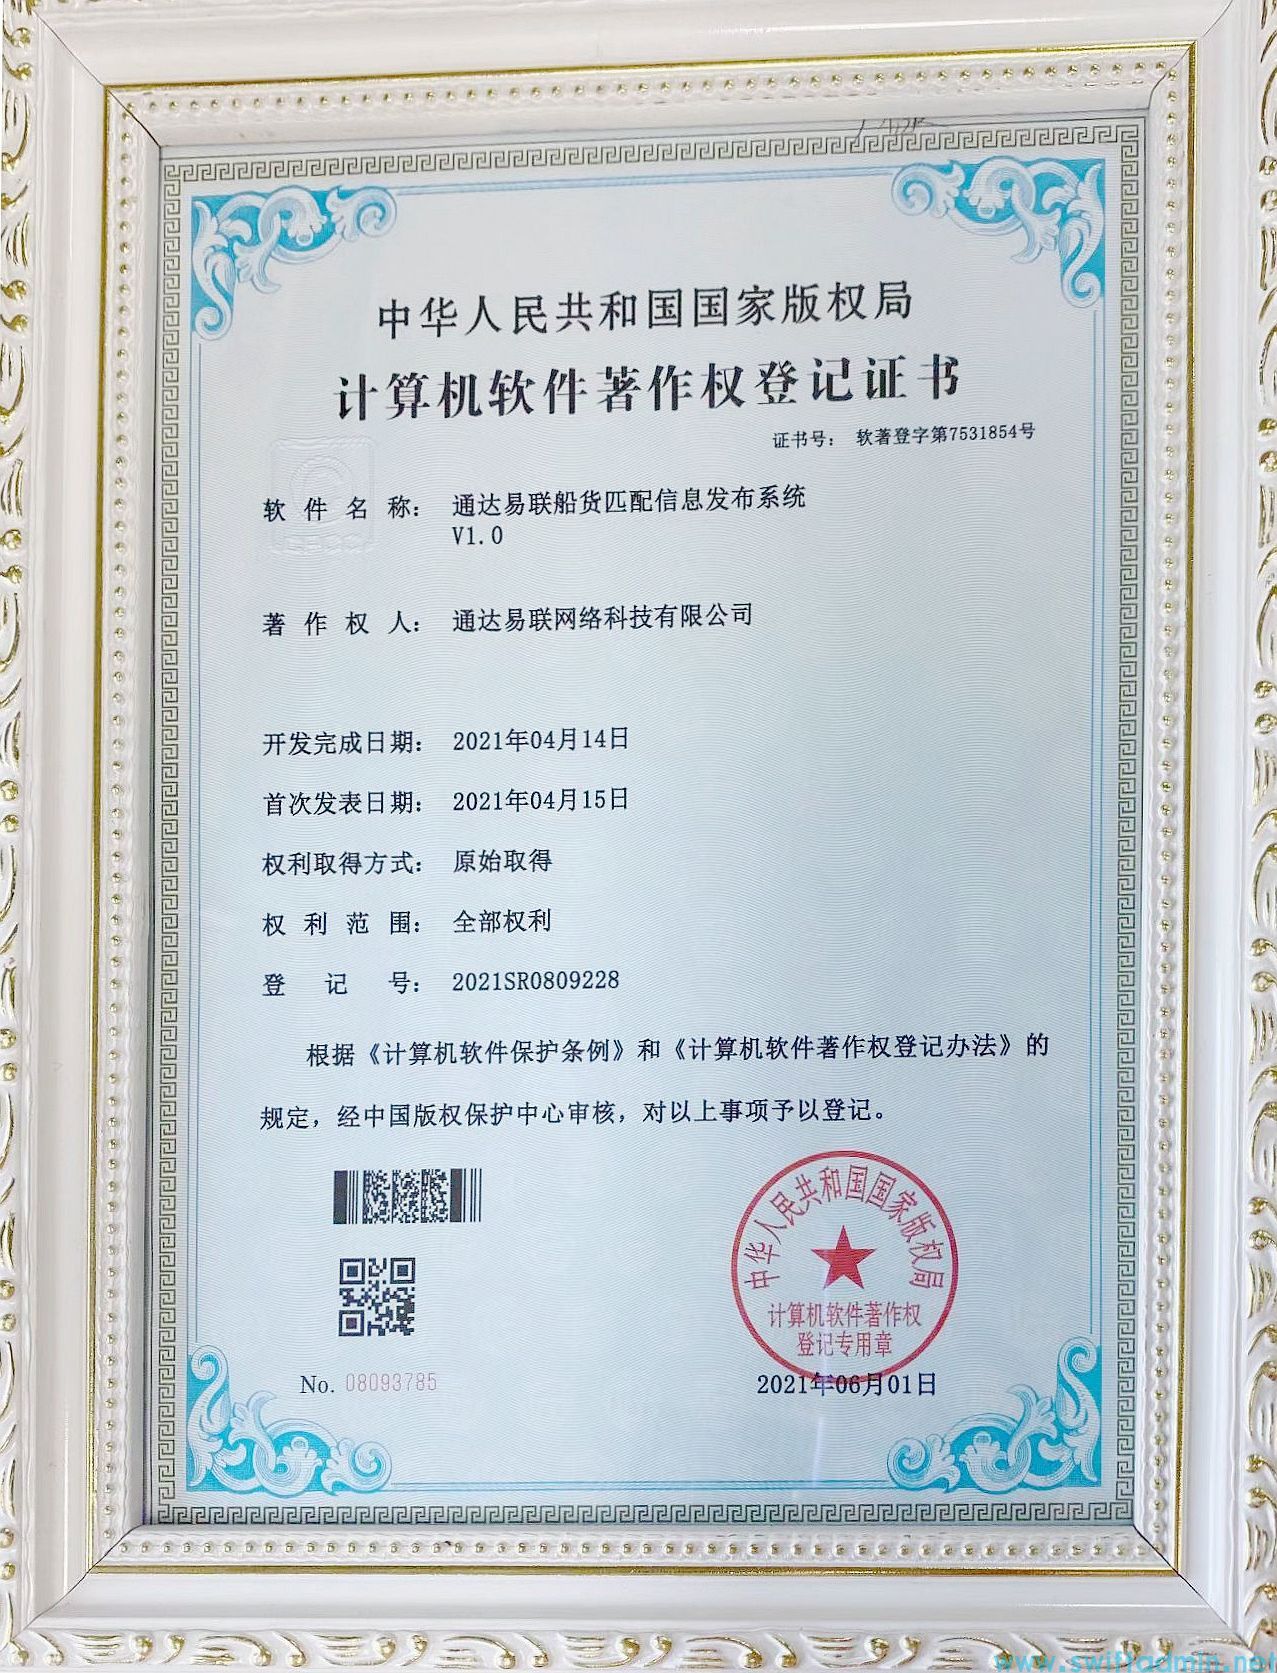 中华人民共和国国家版权局
计算机软件著作权登记证书
证书号： 软著登字第7531854号
软件名称： 通达易联船货匹配信息发布系统
V1.0
著作权人： 通达易联网络科技有限公司
开发完成日期： 2021年04月14日
首次发表日期： 2021年04月15日
权利取得方式： 原始取得
权利范围： 全部权利
登记号： 2021SR0809228
根据《计算机软件保护条例》和《计算机软件著作权登记办法》的
规定，经中国版权保护中心审核，对以上事项予以登记。
中华人民共和国国家版权局
计算机软件著作权
登记专用章
No. 08093785
2021年06月01日
www.swiftadmin.net